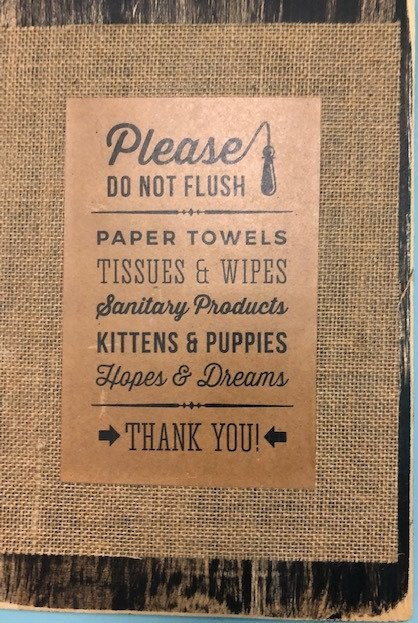 Please
DO NOT FLUSH
PAPER TOWELS
TISSUES & WIPES
Sanitary Products
KITTENS & PUPPIES
Hopes & Dreams
THANK YOU!